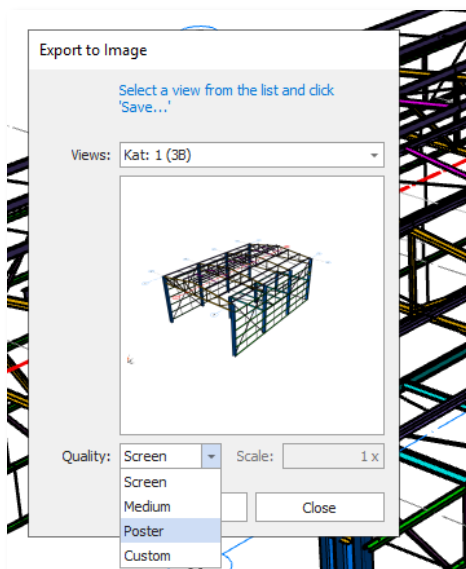 Export to Image
Select a view from the list and click
'Save...'
Views: Kat: 1 (3B)
Quality: Screen Scale: 1 x
Screen
Medium
Poster
Custom
Close